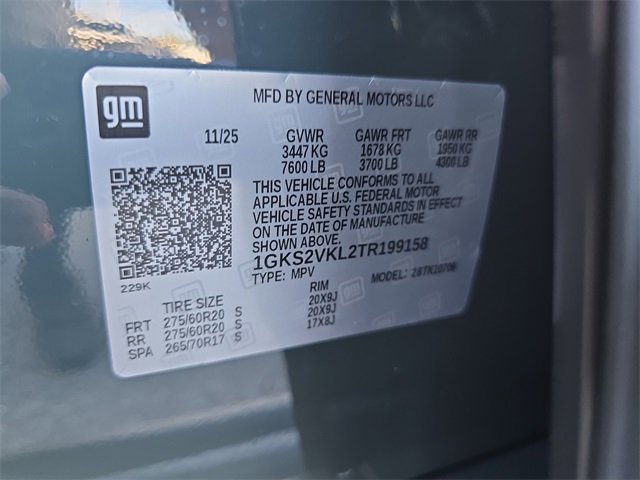 gm
MFD BY GENERAL MOTORS LLC
11/25 GVWR GAWR FRT GAWR RR
3447 KG 1678 KG 1950 KG
7600 LB 3700 LB 4300 LB
THIS VEHICLE CONFORMS TO ALL
APPLICABLE U.S. FEDERAL MOTOR
VEHICLE SAFETY STANDARDS IN EFFECT
ON THE DATE OF MANUFACTURE
SHOWN ABOVE.
1GKS2VKL2TR199158
TYPE: MPV MODEL: 28TK10706
229K
TIRE SIZE RIM
FRT 275/60R20 S 20X9J
RR 275/60R20 S 20X9J
SPA 265/70R17 S 17X8J